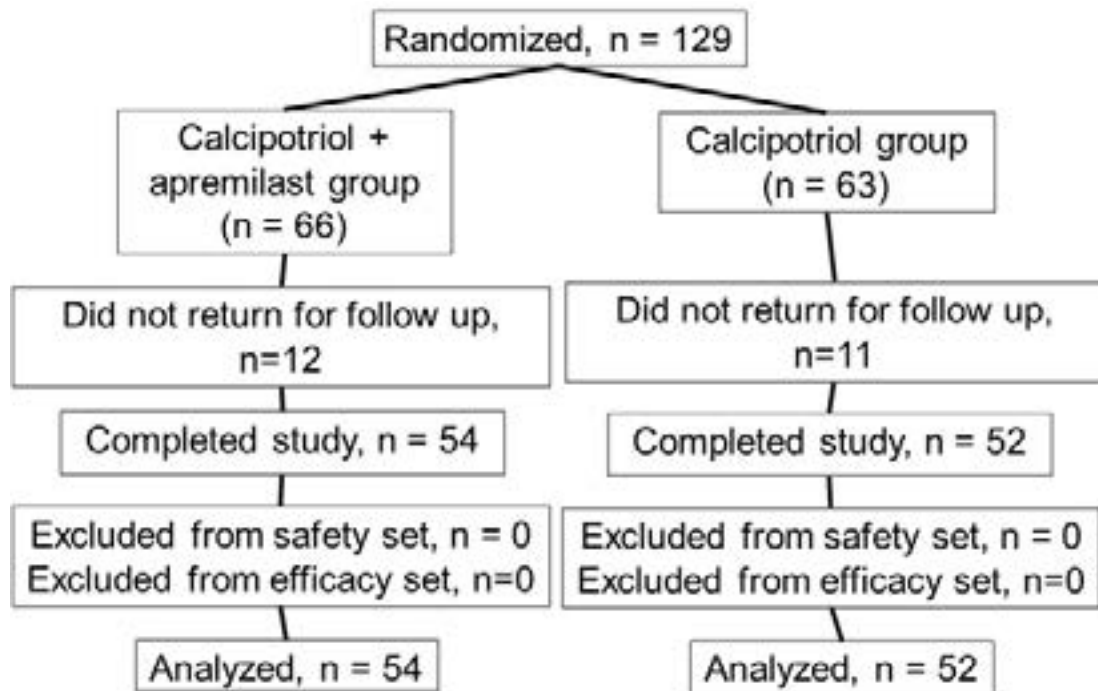 Randomized, n = 129
Calcipotriol +
apremilast group
(n = 66)
Calcipotriol group
(n = 63)
Did not return for follow up,
n=12
Did not return for follow up,
n=11
Completed study, n = 54
Completed study, n = 52
Excluded from safety set, n = 0
Excluded from efficacy set, n=0
Excluded from safety set, n = 0
Excluded from efficacy set, n=0
Analyzed, n = 54
Analyzed, n = 52